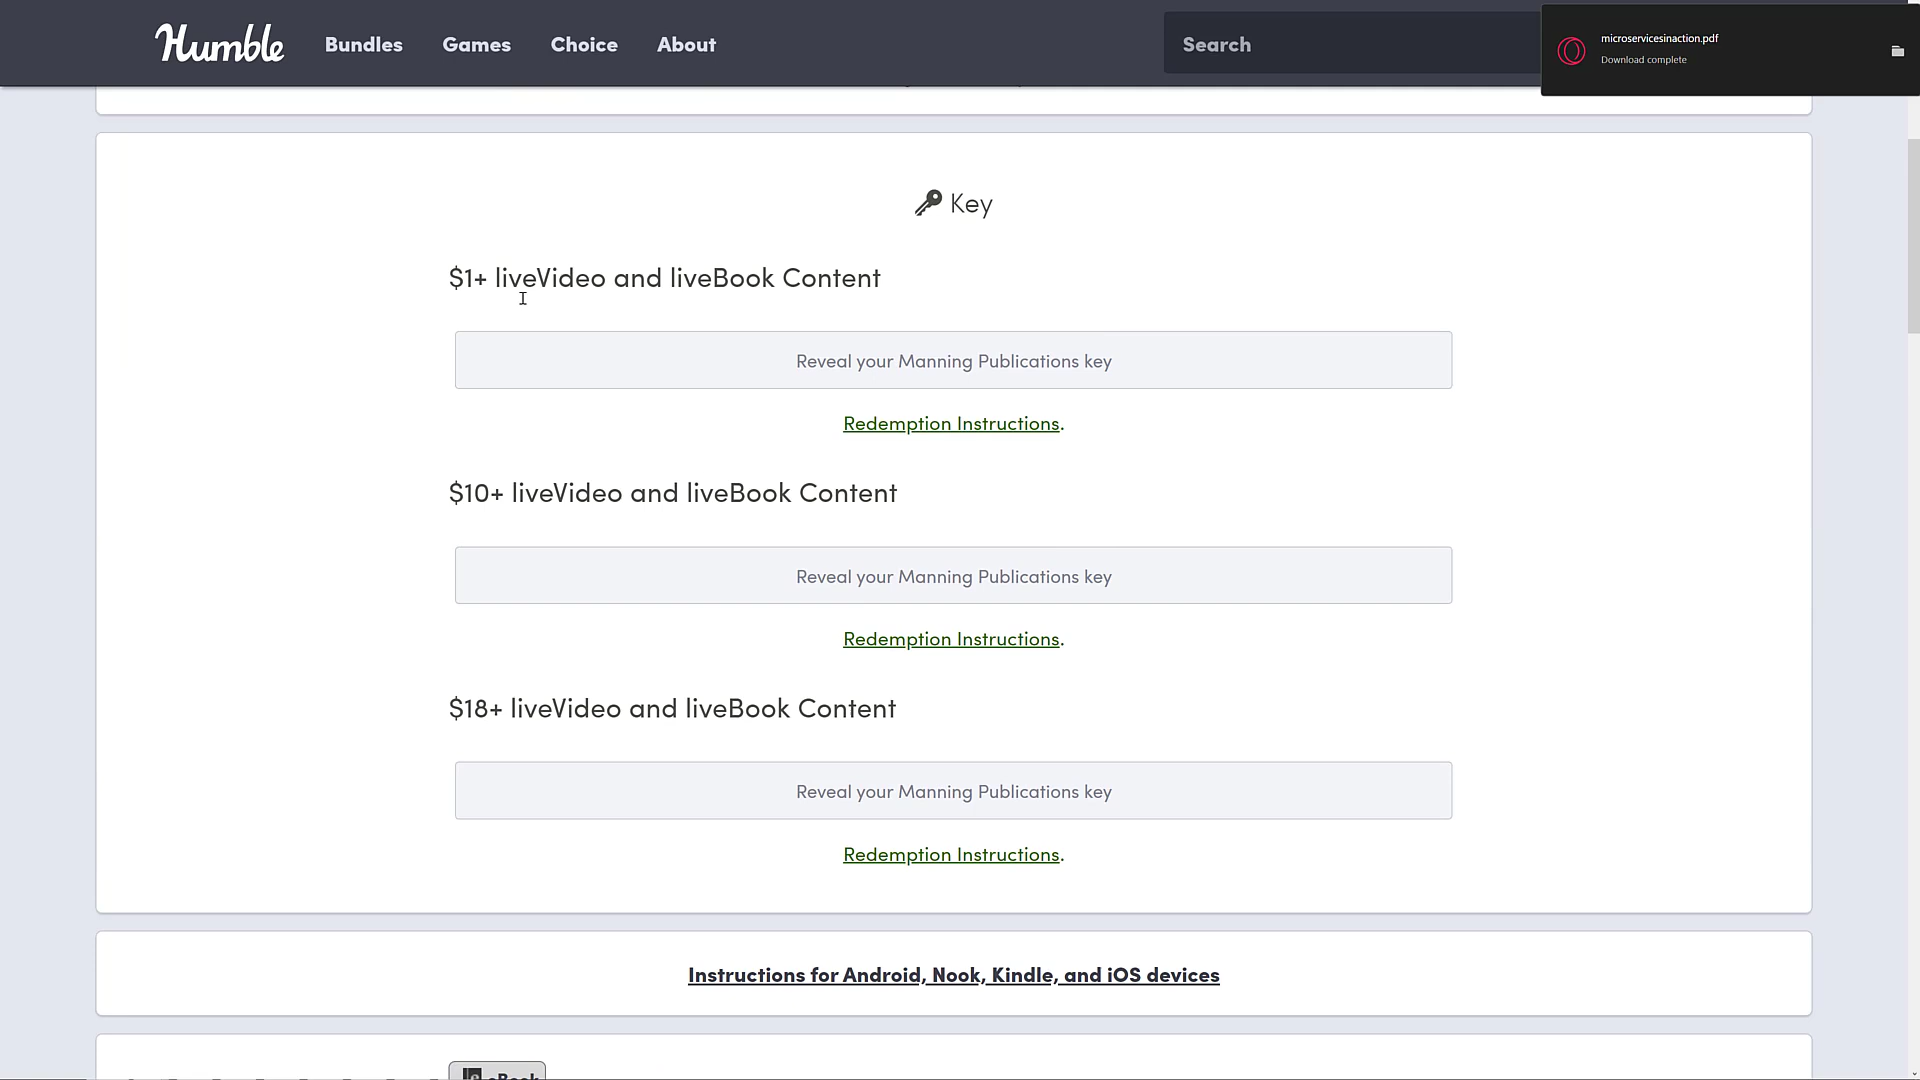 Humble
Bundles
Games
Choice
About
Search
microservicesinaction.pdf
Download complete
Key
$1+ liveVideo and liveBook Content
Reveal your Manning Publications key
Redemption Instructions.
$10+ liveVideo and liveBook Content
Reveal your Manning Publications key
Redemption Instructions.
$18+ liveVideo and liveBook Content
Reveal your Manning Publications key
Redemption Instructions.
Instructions for Android, Nook, Kindle, and iOS devices
eBook